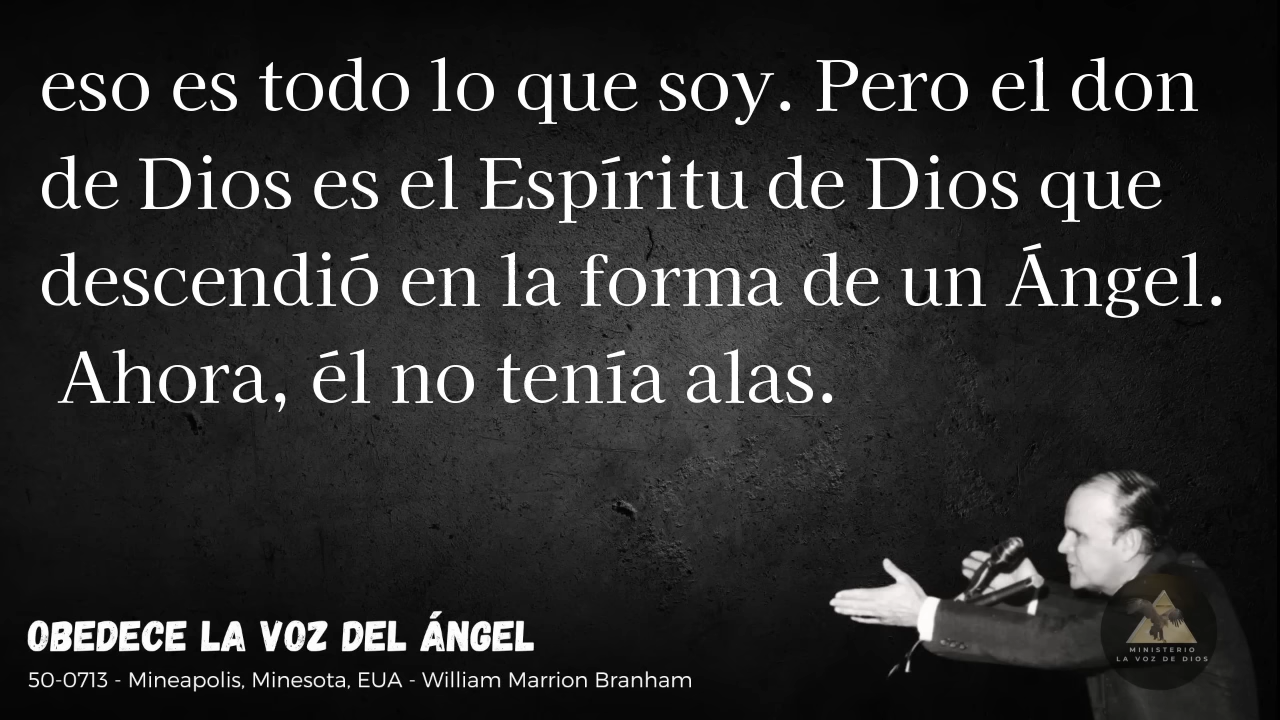 eso es todo lo que soy. Pero el don
de Dios es el Espíritu de Dios que
descendió en la forma de un Ángel.
Ahora, él no tenía alas.
OBEDECE LA VOZ DEL ÁNGEL
50-0713 - Mineapolis, Minesota, EUA - William Marrion Branham
MINISTERIO
LA VOZ DE DIOS